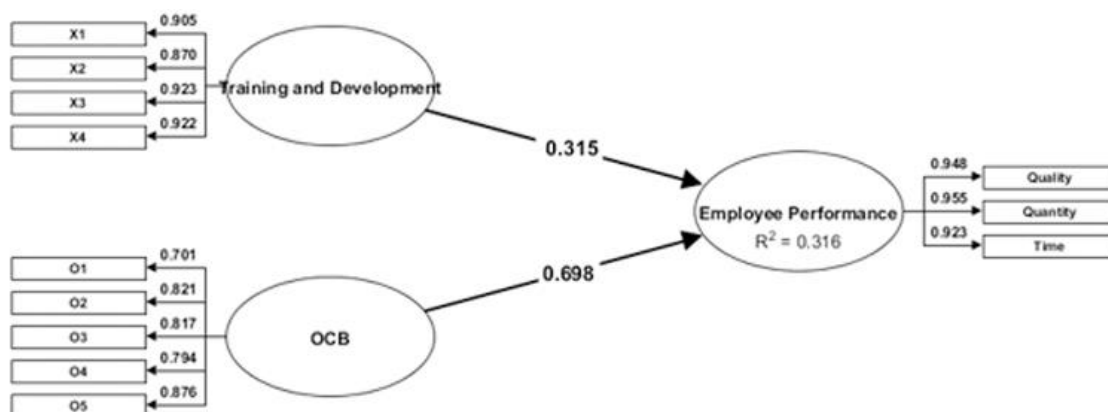 0.905
X1
0.870
X2
0.923
X3
0.922
X4
Training and Development
0.315
0.948
Quality
0.955
Quantity
0.923
Time
Employee Performance
R² = 0.316
0.698
0.701
O1
0.821
O2
0.817
O3
0.794
O4
0.876
O5
OCB